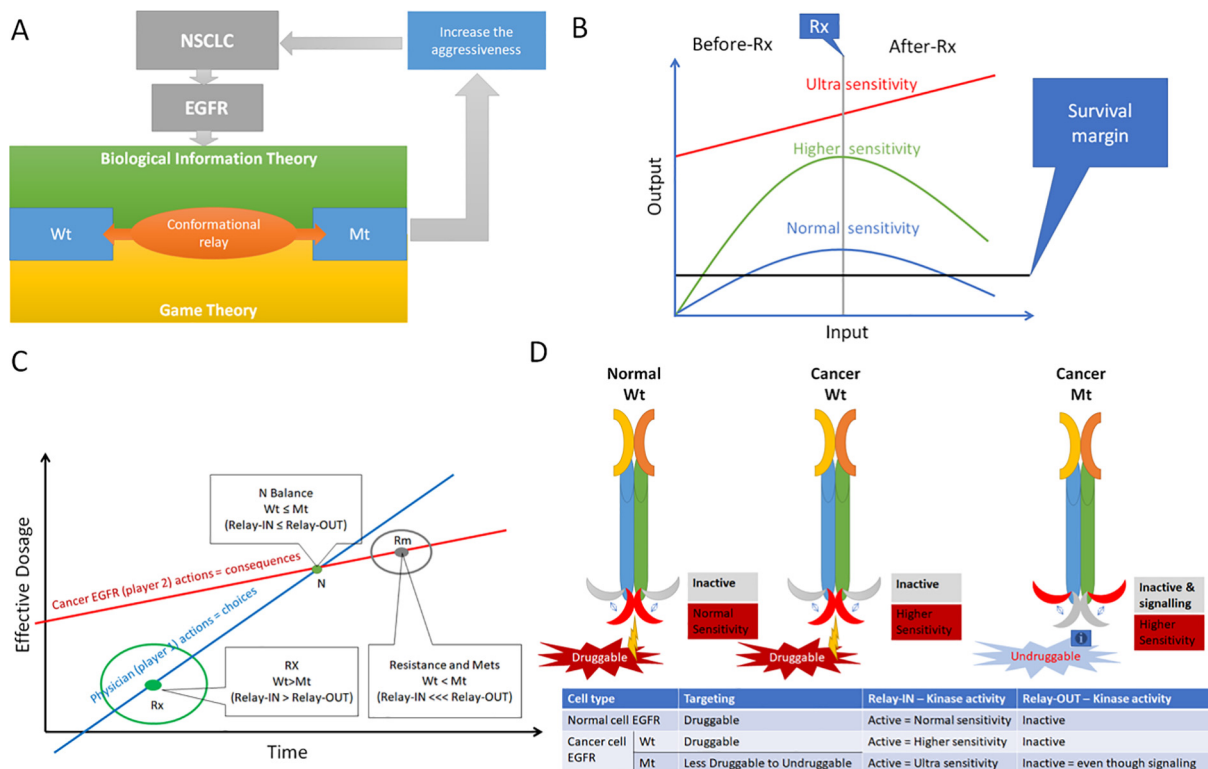 A
NSCLC
Increase the
aggressiveness
EGFR
Biological Information Theory
Wt
Conformational
relay
Mt
Game Theory
B
Rx
Before-Rx
After-Rx
Ultra sensitivity
Higher sensitivity
Normal sensitivity
Survival
margin
Output
Input
C
N Balance
Wt ≤ Mt
(Relay-IN ≤ Relay-OUT)
Rm
N
Cancer EGFR (player 2) actions = consequences
Physician (player 1) actions = choices
Rx
RX
Wt>Mt
(Relay-IN > Relay-OUT)
Resistance and Mets
Wt < Mt
(Relay-IN <<< Relay-OUT)
Effective Dosage
Time
D
Normal
Wt
Cancer
Wt
Cancer
Mt
Inactive
Normal
Sensitivity
Druggable
Inactive
Higher
Sensitivity
Druggable
Inactive &
signalling
Higher
Sensitivity
i
Undruggable
Cell type Targeting Relay-IN – Kinase activity Relay-OUT – Kinase activity
Normal cell EGFR Druggable Active = Normal sensitivity Inactive
Cancer cell
EGFR
Wt Druggable Active = Higher sensitivity Inactive
Mt Less Druggable to Undruggable Active = Ultra sensitivity Inactive = even though signaling